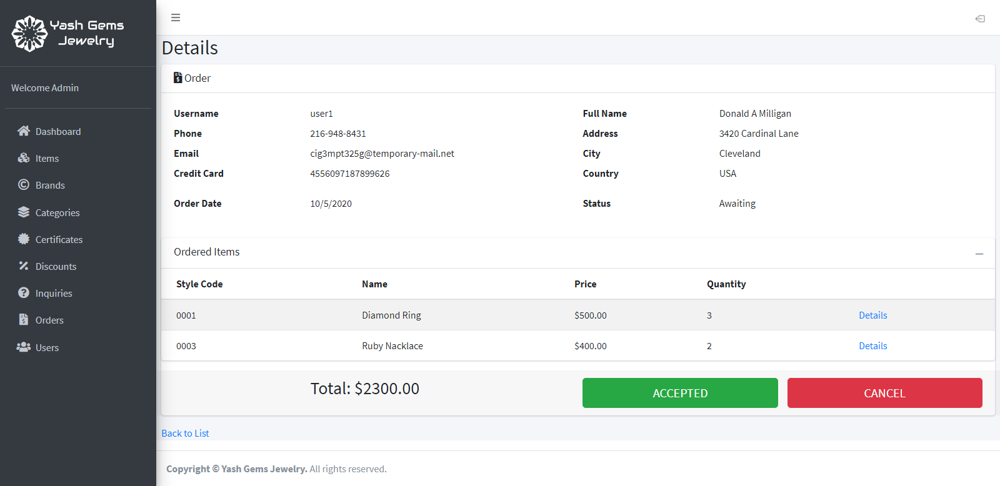 Yash Gems
Jewelry
Welcome Admin
Dashboard
Items
Brands
Categories
Certificates
Discounts
Inquiries
Orders
Users
Details
Order
Username user1 Full Name Donald A Milligan
Phone 216-948-8431 Address 3420 Cardinal Lane
Email cig3mpt325g@temporary-mail.net City Cleveland
Credit Card 4556097187899626 Country USA
Order Date 10/5/2020 Status Awaiting
Ordered Items
Style Code Name Price Quantity
0001 Diamond Ring $500.00 3 Details
0003 Ruby Nacklace $400.00 2 Details
Total: $2300.00 ACCEPTED CANCEL
Back to List
Copyright © Yash Gems Jewelry. All rights reserved.